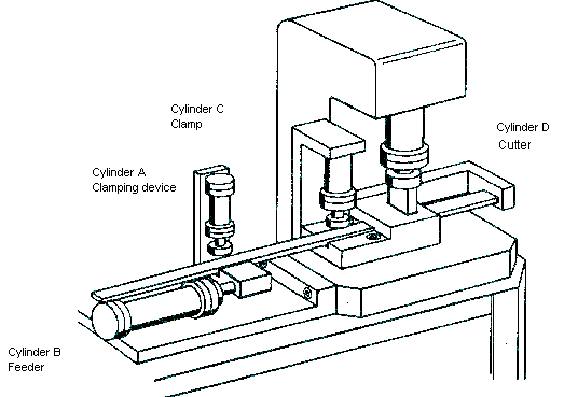 Cylinder C
Clamp
Cylinder D
Cutter
Cylinder A
Clamping device
Cylinder B
Feeder